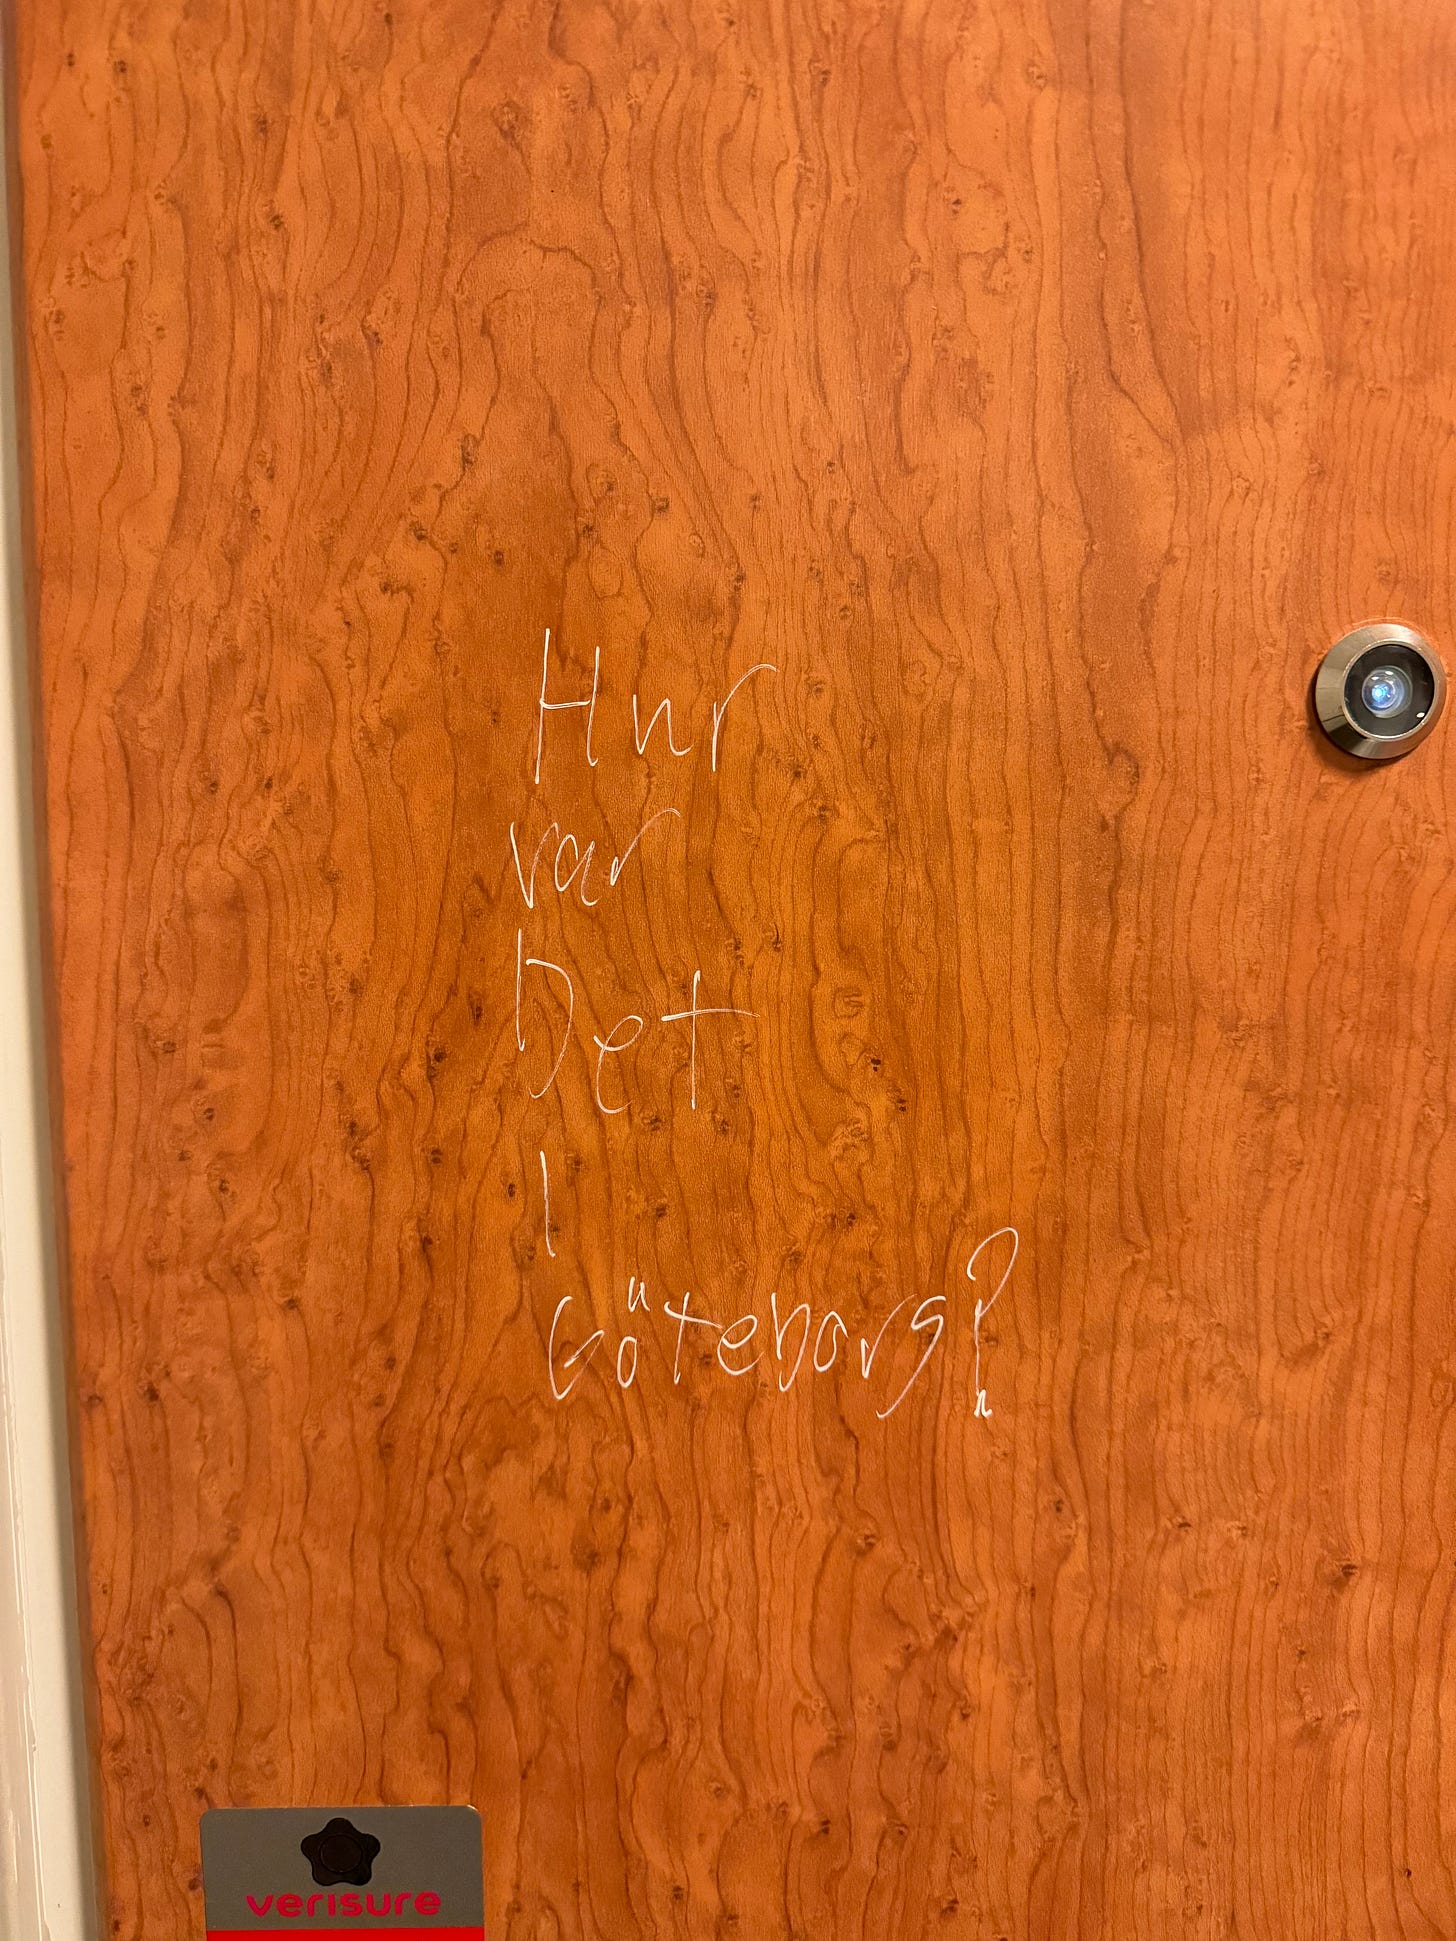 Hur
var
Det
I
Göteborg?
verisure